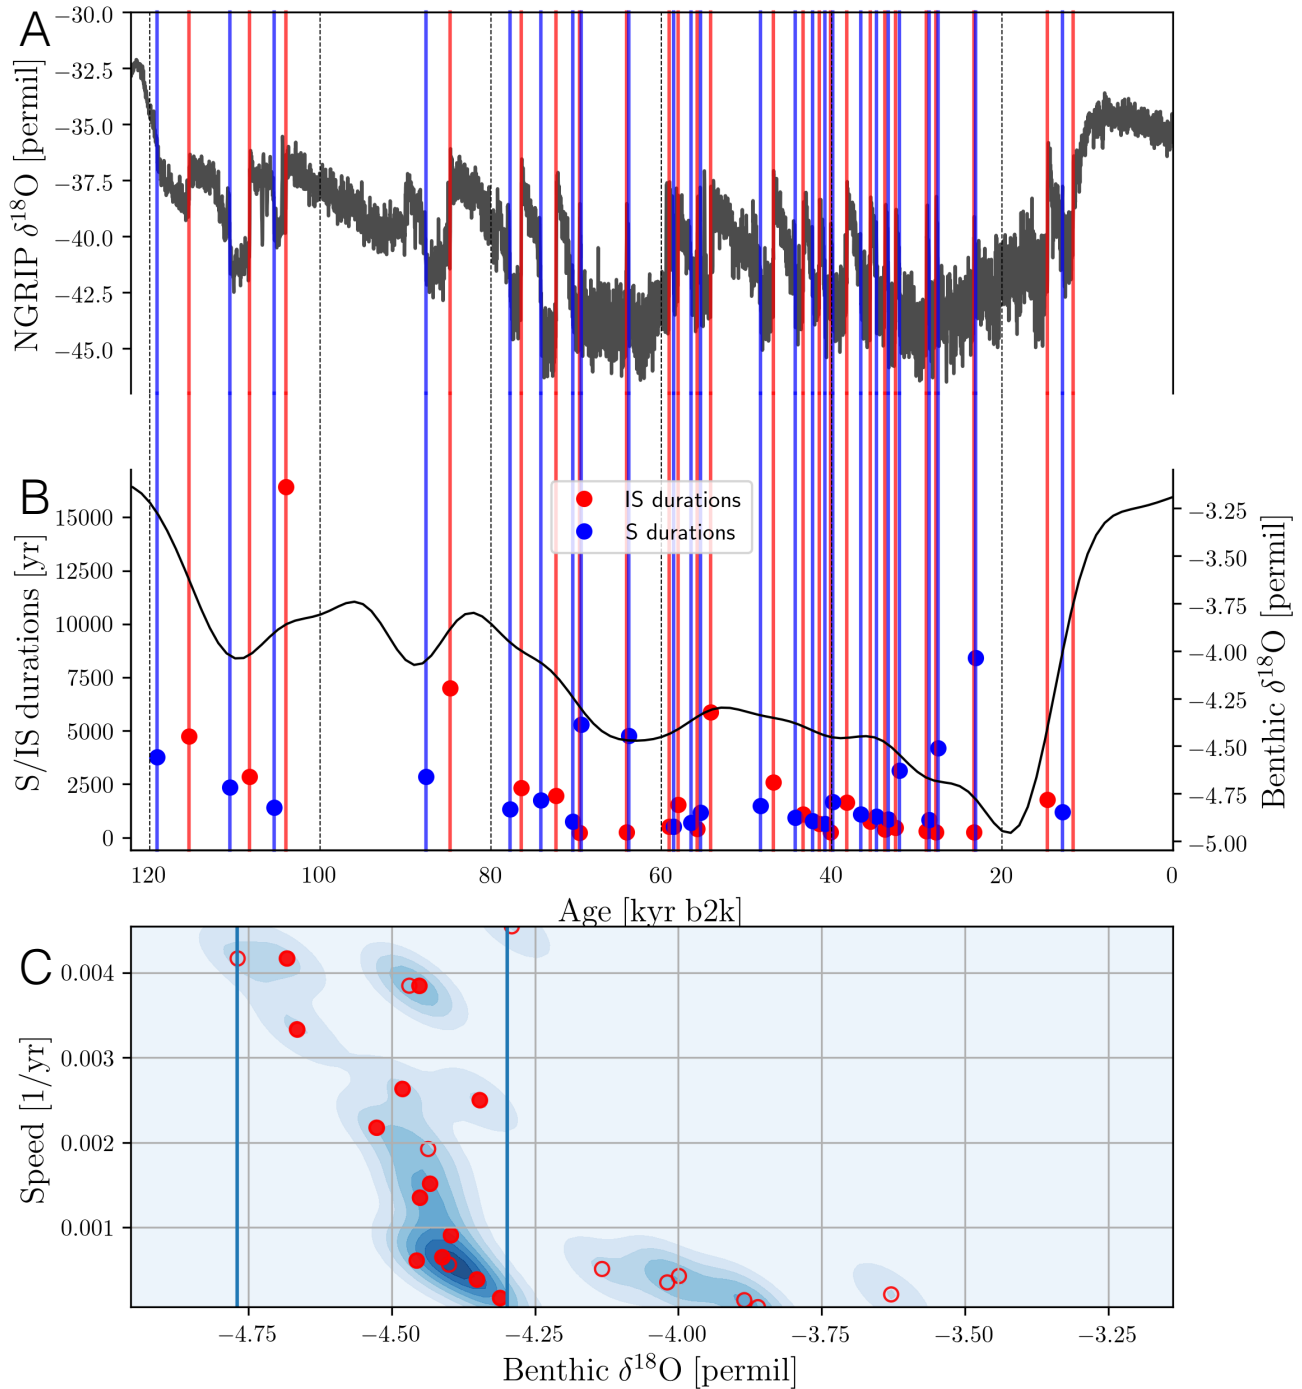 A
NGRIP δ18O [permil]
−30.0
−32.5
−35.0
−37.5
−40.0
−42.5
−45.0
B
S/IS durations [yr]
15000
12500
10000
7500
5000
2500
0
IS durations
S durations
−3.25
−3.50
−3.75
−4.00
−4.25
−4.50
−4.75
−5.00
Benthic δ18O [permil]
120 100 80 60 40 20 0
Age [kyr b2k]
C
Speed [1/yr]
0.004
0.003
0.002
0.001
−4.75 −4.50 −4.25 −4.00 −3.75 −3.50 −3.25
Benthic δ18O [permil]